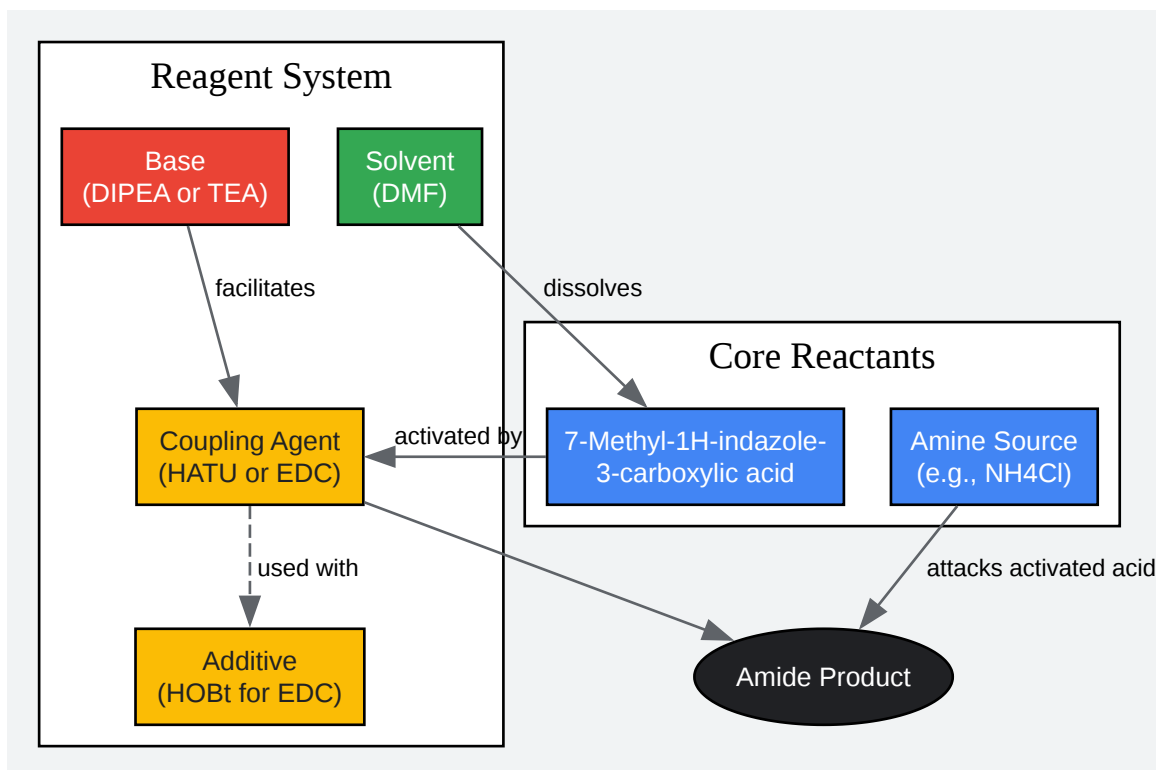 Reagent System
Base
(DIPEA or TEA)
Solvent
(DMF)
facilitates
dissolves
Core Reactants
Coupling Agent
(HATU or EDC)
activated by
7-Methyl-1H-indazole-
3-carboxylic acid
Amine Source
(e.g., NH4Cl)
used with
attacks activated acid
Additive
(HOBt for EDC)
Amide Product